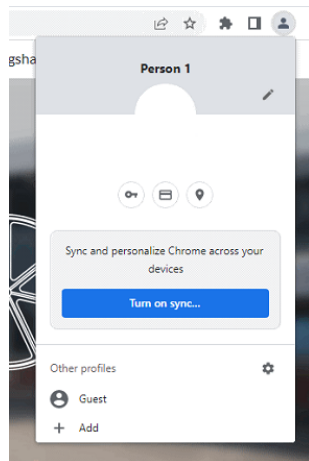 gsha
Person 1
Sync and personalize Chrome across your
devices
Turn on sync...
Other profiles
Guest
Add